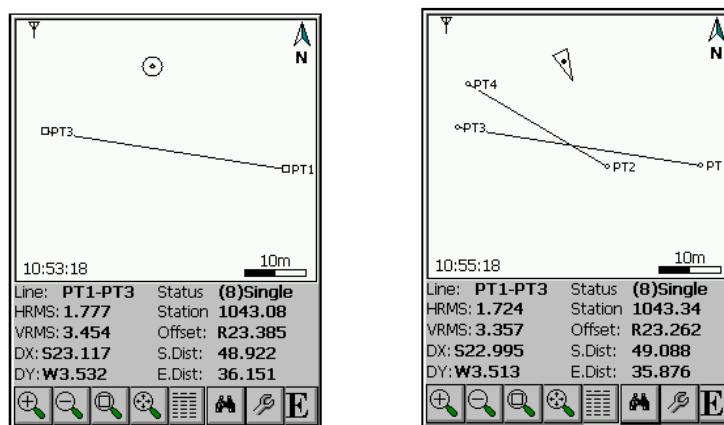 N
PT3
PT1
10:53:18 10m
Line: PT1-PT3 Status (8)Single
HRMS: 1.777 Station 1043.08
VRMS: 3.454 Offset: R23.385
DX: S23.117 S.Dist: 48.922
DY: W3.532 E.Dist: 36.151
E
N
PT4
PT3
PT2 PT
10:55:18 10m
Line: PT1-PT3 Status (8)Single
HRMS: 1.724 Station 1043.34
VRMS: 3.357 Offset: R23.262
DX: S22.995 S.Dist: 49.088
DY: W3.513 E.Dist: 35.876
E